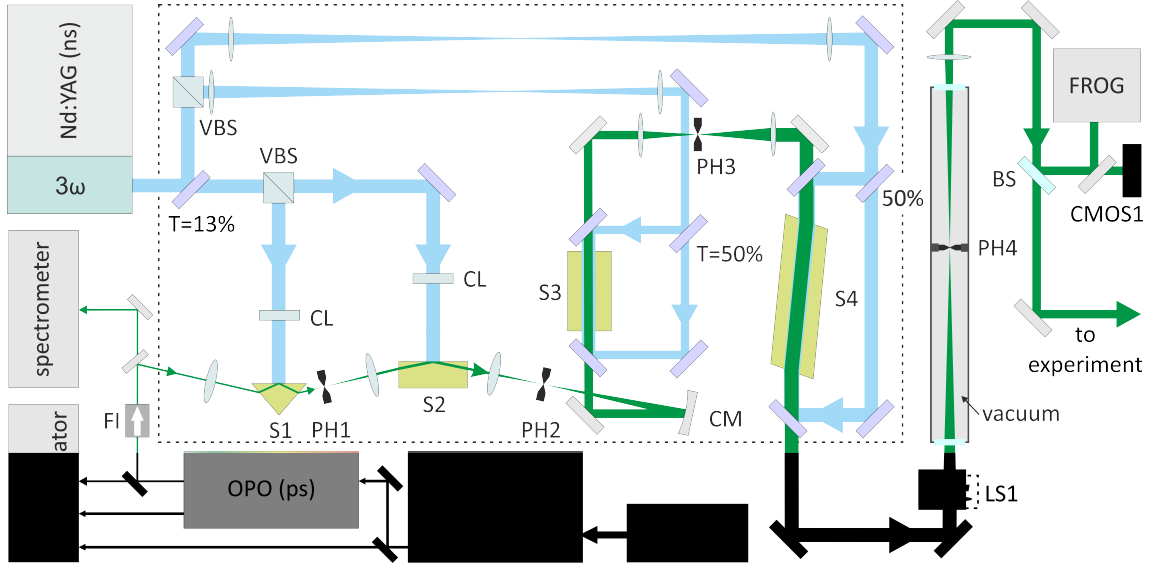 Nd:YAG (ns)
3ω
VBS
VBS
T=13%
CL
CL
PH3
50%
T=50%
S3
S4
S1
S2
PH1
PH2
CM
spectrometer
FI
ator
OPO (ps)
FROG
BS
CMOS1
PH4
to
experiment
vacuum
LS1